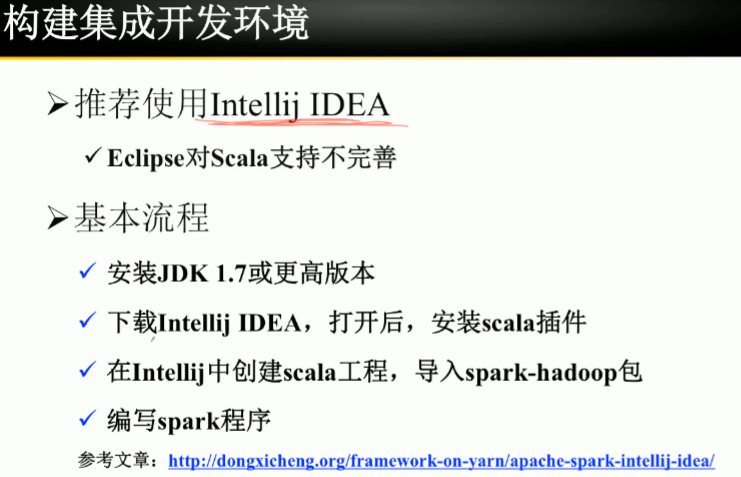 构建集成开发环境
➢推荐使用Intellij IDEA
✓Eclipse对Scala支持不完善
➢基本流程
✓ 安装JDK 1.7或更高版本
✓ 下载Intellij IDEA，打开后，安装scala插件
✓ 在Intellij中创建scala工程，导入spark-hadoop包
✓ 编写spark程序
参考文章：http://dongxicheng.org/framework-on-yarn/apache-spark-intellij-idea/